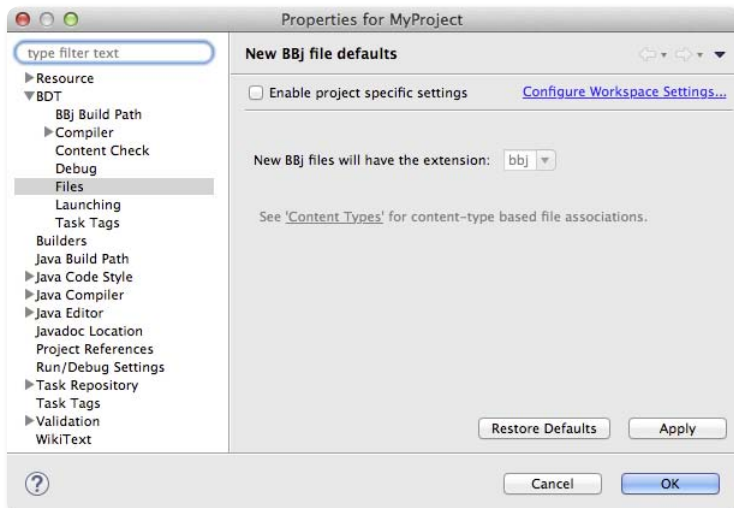 Properties for MyProject
type filter text
Resource
BDT
BBj Build Path
Compiler
Content Check
Debug
Files
Launching
Task Tags
Builders
Java Build Path
Java Code Style
Java Compiler
Java Editor
Javadoc Location
Project References
Run/Debug Settings
Task Repository
Task Tags
Validation
WikiText
New BBj file defaults
Enable project specific settings Configure Workspace Settings...
New BBj files will have the extension: bbj
See 'Content Types' for content-type based file associations.
Restore Defaults Apply
? Cancel OK